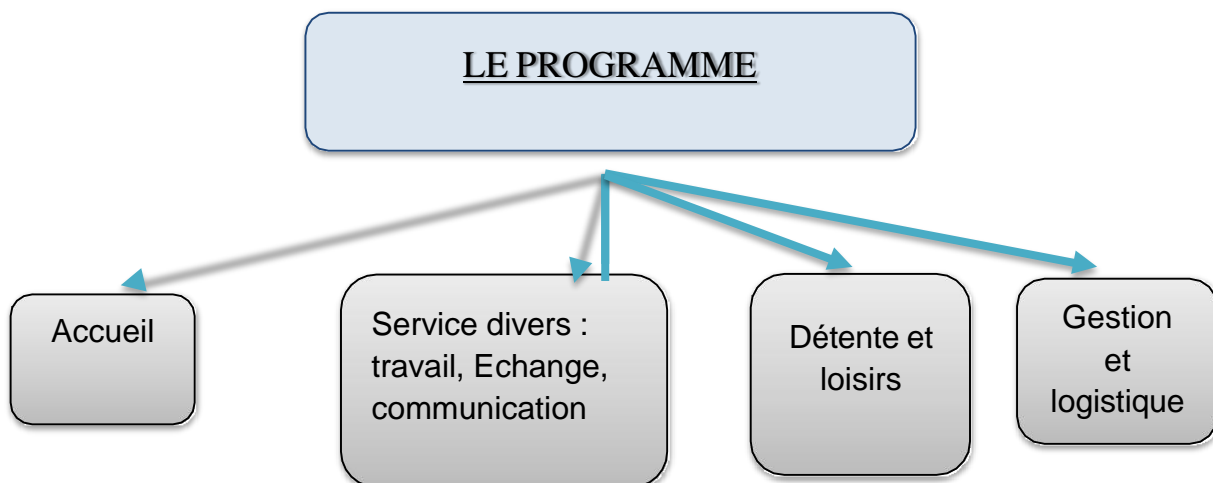 LE PROGRAMME
Accueil
Service divers :
travail, Echange,
communication
Détente et
loisirs
Gestion
et
logistique